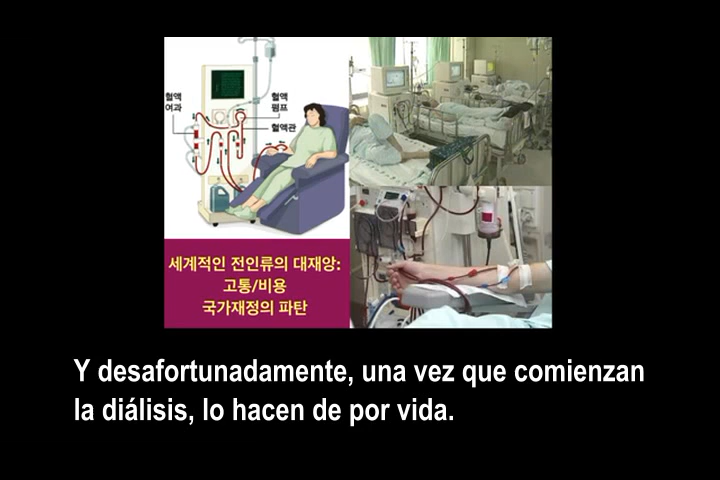 혈액
여과
혈액
펌프
혈액관
세계적인 전인류의 대재앙:
고통/비용
국가재정의 파탄
Y desafortunadamente, una vez que comienzan
la diálisis, lo hacen de por vida.